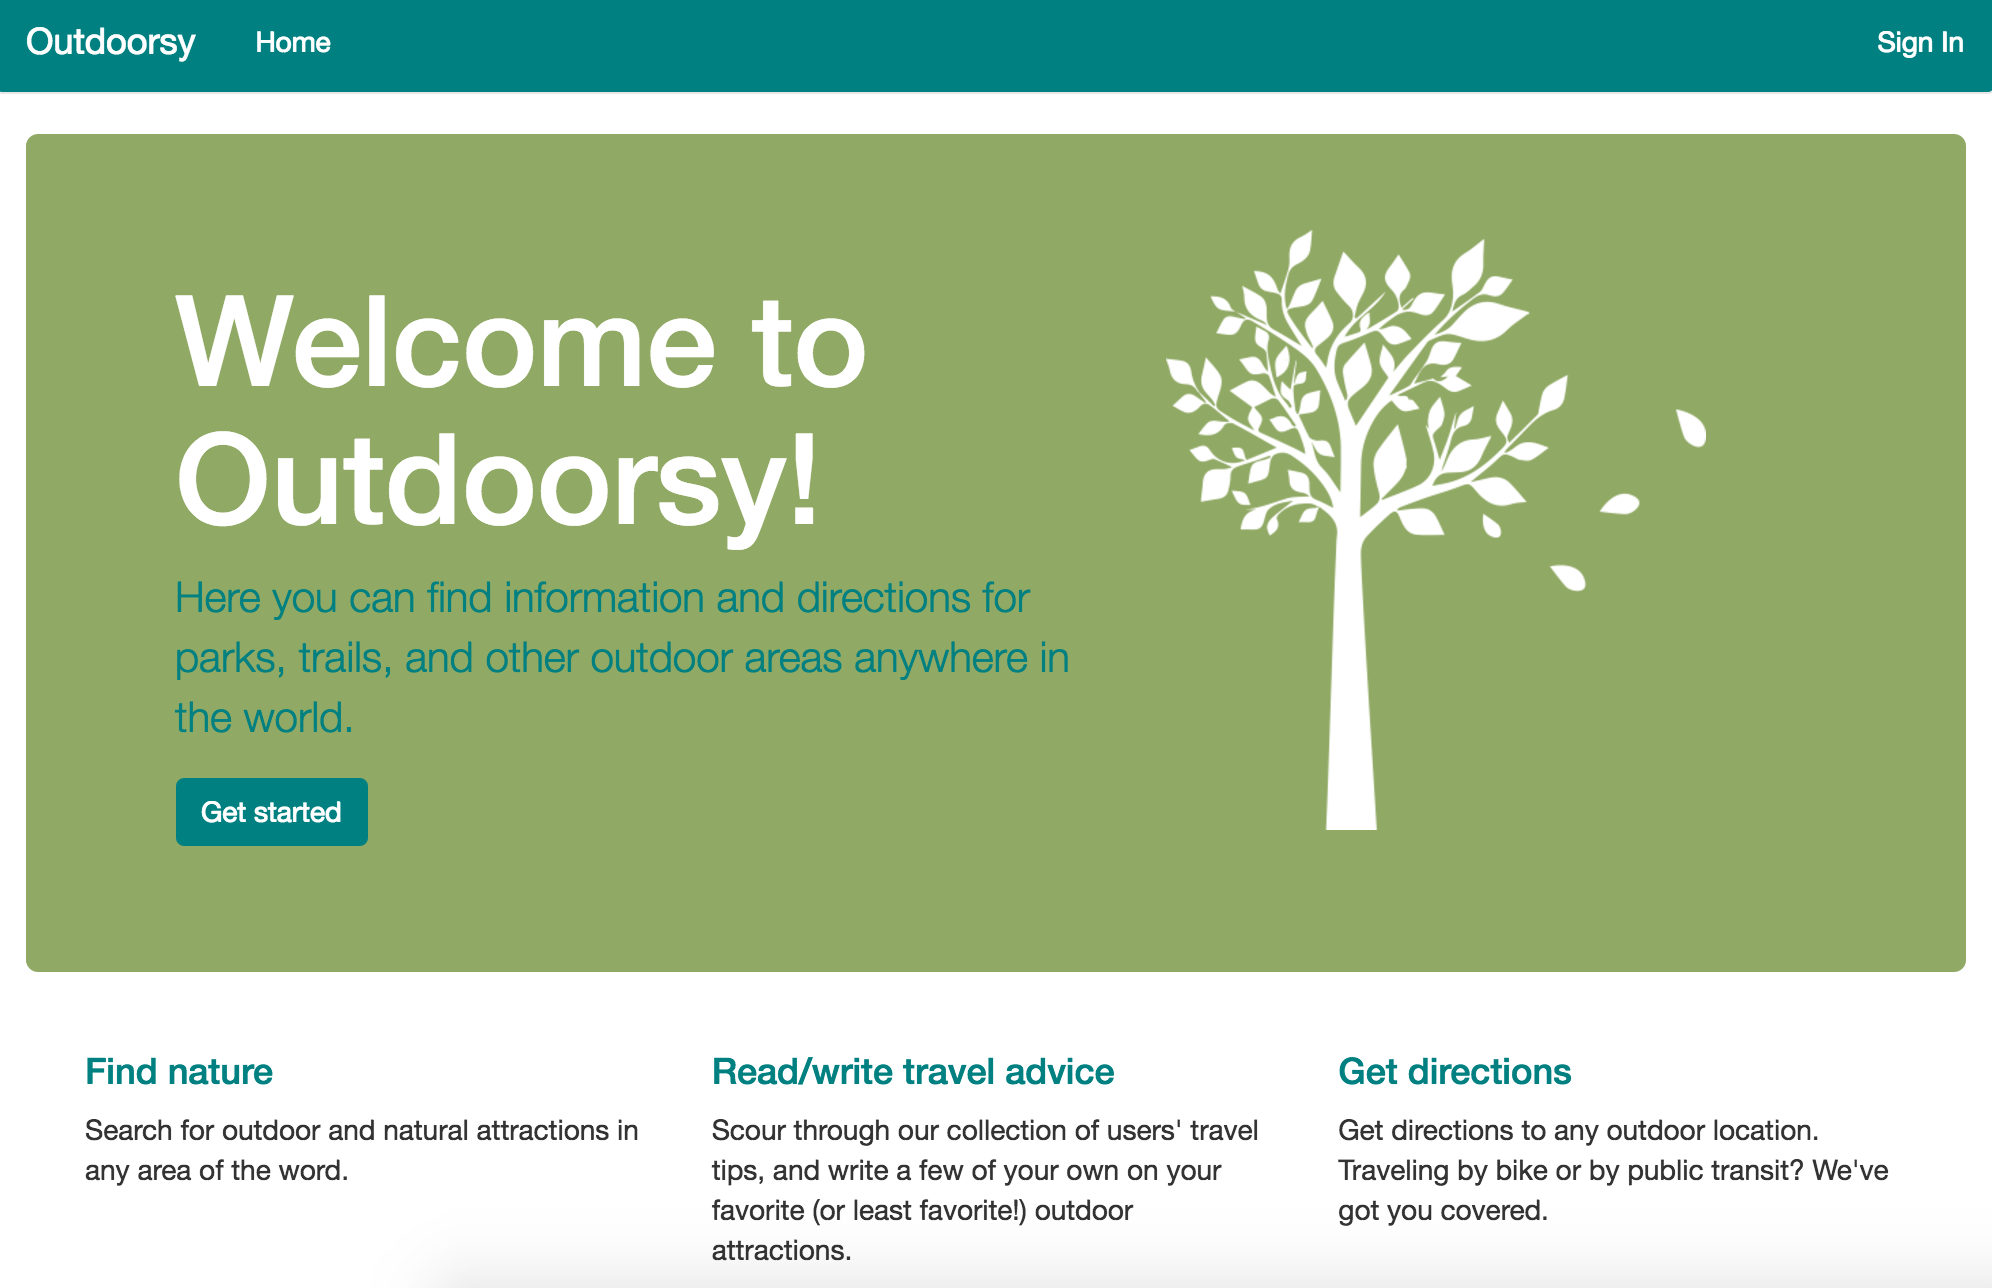 Outdoorsy Home Sign In
Welcome to
Outdoorsy!
Here you can find information and directions for
parks, trails, and other outdoor areas anywhere in
the world.
Get started
Find nature
Search for outdoor and natural attractions in
any area of the word.
Read/write travel advice
Scour through our collection of users' travel
tips, and write a few of your own on your
favorite (or least favorite!) outdoor
attractions.
Get directions
Get directions to any outdoor location.
Traveling by bike or by public transit? We've
got you covered.